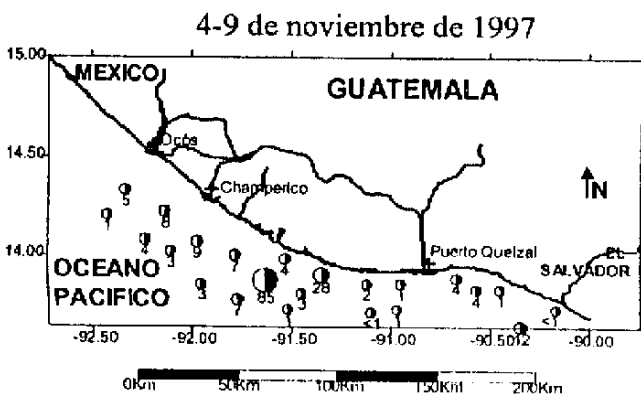 4-9 de noviembre de 1997
15.00
MEXICO
GUATEMALA
14.50
Ocós
Champerico
N
5
1
8
4
3
9
14.00
7
4
Puerto Quetzal
EL
SALVADOR
OCEANO
PACIFICO
3
85
28
7
3
2
1
4
4
1
1
<1
1
12
<1
-92.50
-92.00
-91.50
-91.00
-90.50
-90.00
0Km
50Km
100Km
150Km
200Km